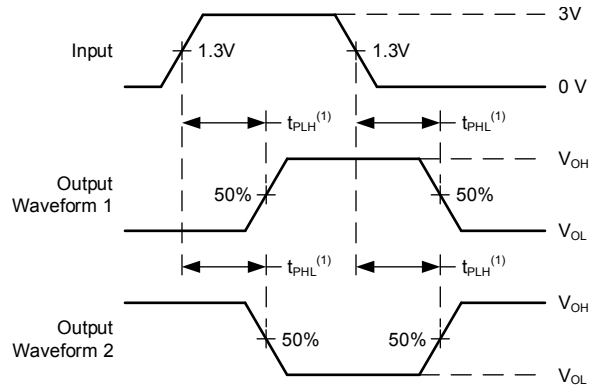 3V
Input
1.3V
1.3V
0 V
tPLH(1)
tPHL(1)
VOH
Output
Waveform 1
50%
50%
VOL
tPHL(1)
tPLH(1)
VOH
Output
Waveform 2
50%
50%
VOL